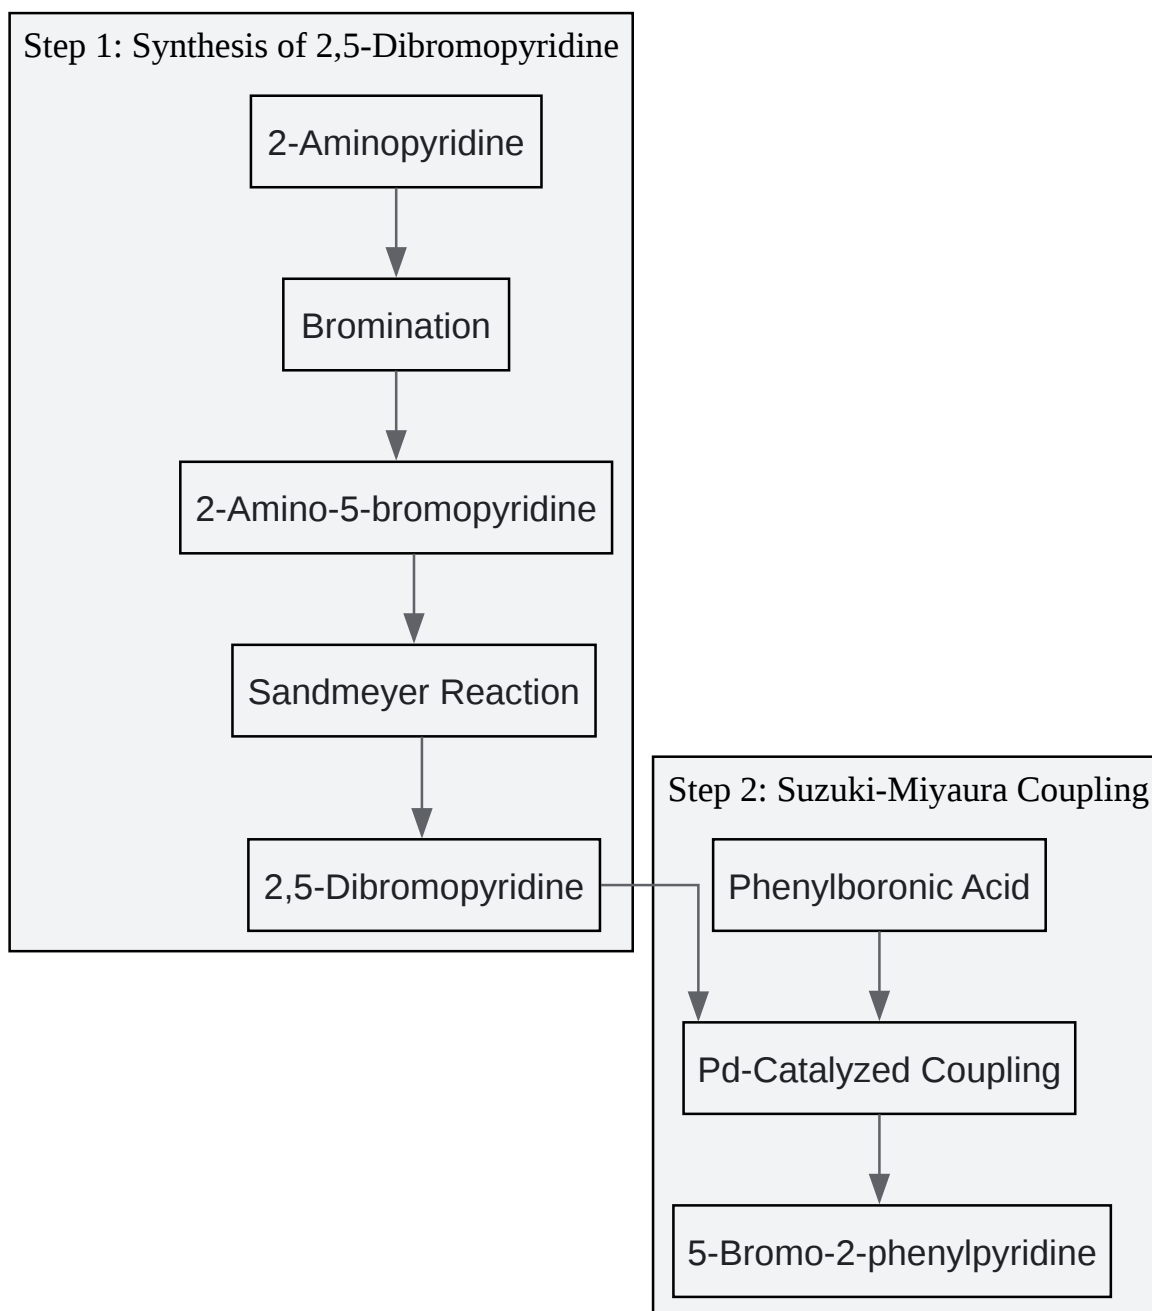 Step 1: Synthesis of 2,5-Dibromopyridine
2-Aminopyridine
Bromination
2-Amino-5-bromopyridine
Sandmeyer Reaction
2,5-Dibromopyridine
Step 2: Suzuki-Miyaura Coupling
Phenylboronic Acid
Pd-Catalyzed Coupling
5-Bromo-2-phenylpyridine